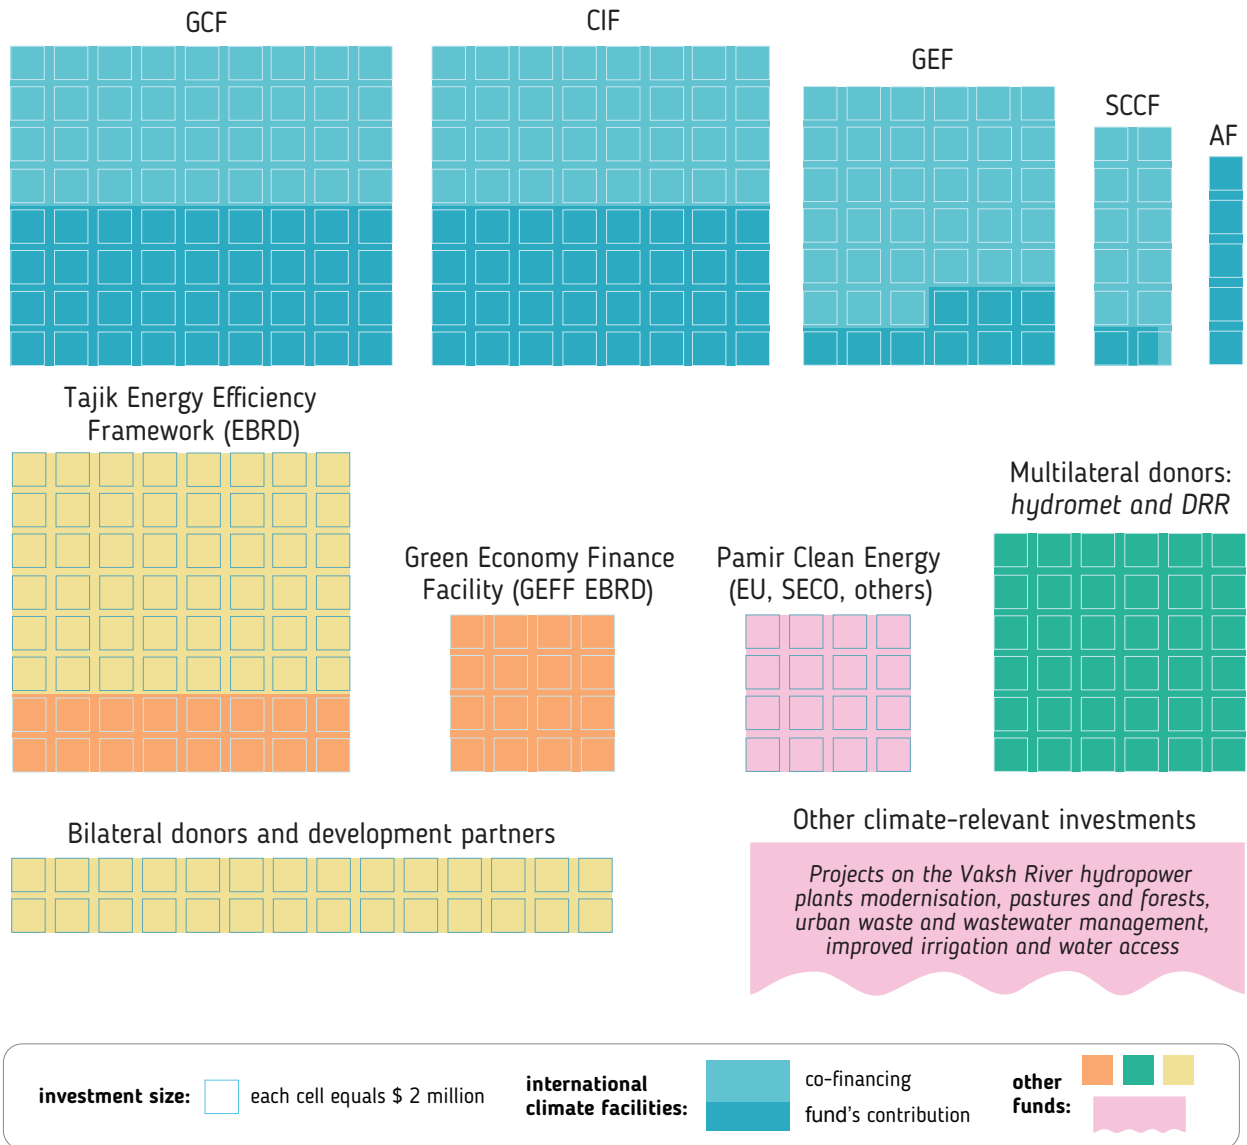 GCF
CIF
GEF
SCCF
AF
Tajik Energy Efficiency
Framework (EBRD)
Green Economy Finance
Facility (GEFF EBRD)
Pamir Clean Energy
(EU, SECO, others)
Multilateral donors:
hydromet and DRR
Bilateral donors and development partners
Other climate-relevant investments
Projects on the Vaksh River hydropower
plants modernisation, pastures and forests,
urban waste and wastewater management,
improved irrigation and water access
investment size:
each cell equals $ 2 million
international
climate facilities:
co-financing
fund's contribution
other
funds: